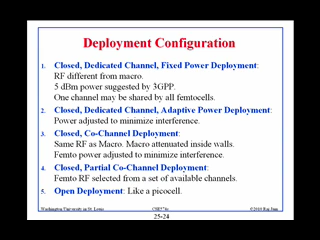 Deployment Configuration
1. Closed, Dedicated Channel, Fixed Power Deployment:
RF different from macro.
5 dBm power suggested by 3GPP.
One channel may be shared by all femtocells.
2. Closed, Dedicated Channel, Adaptive Power Deployment:
Power adjusted to minimize interference.
3. Closed, Co-Channel Deployment:
Same RF as Macro. Macro attenuated inside walls.
Femto power adjusted to minimize interference.
4. Closed, Partial Co-Channel Deployment:
Femto RF selected from a set of available channels.
5. Open Deployment: Like a picocell.
Washington University in St. Louis
©2016 Raj Jain
25-24